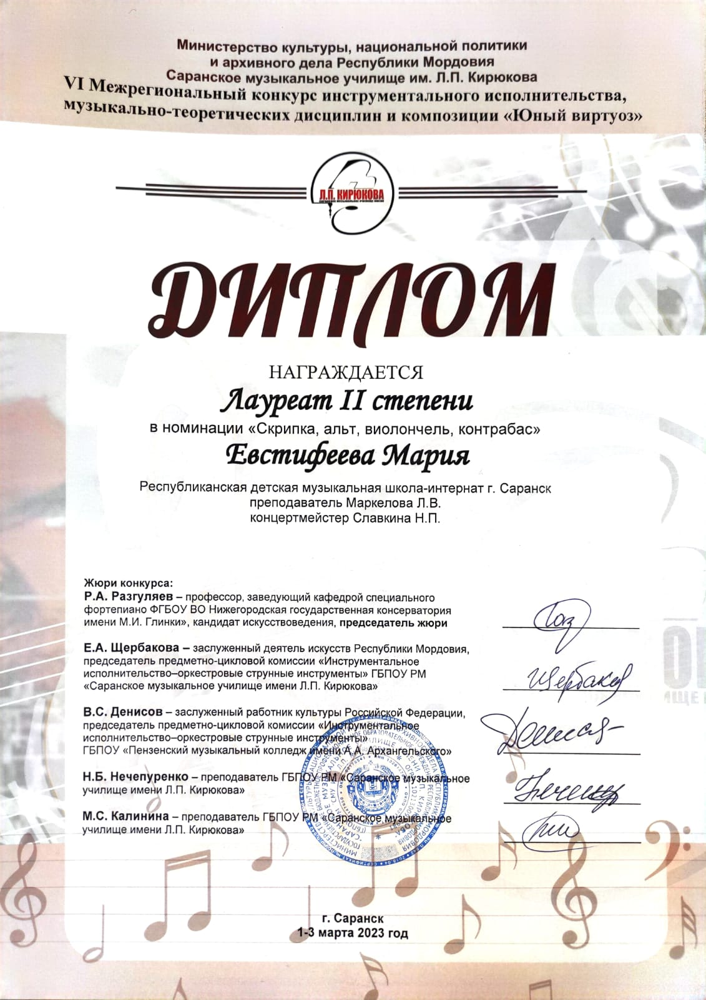 Министерство культуры, национальной политики
и архивного дела Республики Мордовия
Саранское музыкальное училище им. Л.П. Кирюкова
VI Межрегиональный конкурс инструментального исполнительства,
музыкально-теоретических дисциплин и композиции «Юный виртуоз»
Л.П. КИРЮКОВА
ДИПЛОМ
НАГРАЖДАЕТСЯ
Лауреат II степени
в номинации «Скрипка, альт, виолончель, контрабас»
Евстифеева Мария
Республиканская детская музыкальная школа-интернат г. Саранск
преподаватель Маркелова Л.В.
концертмейстер Славкина Н.П.
Жюри конкурса:
Р.А. Разгуляев – профессор, заведующий кафедрой специального
фортепиано ФГБОУ ВО Нижегородская государственная консерватория
имени М.И. Глинки», кандидат искусствоведения, председатель жюри
Е.А. Щербакова – заслуженный деятель искусств Республики Мордовия,
председатель предметно-цикловой комиссии «Инструментальное
исполнительство–оркестровые струнные инструменты» ГБПОУ РМ
«Саранское музыкальное училище имени Л.П. Кирюкова»
В.С. Денисов – заслуженный работник культуры Российской Федерации,
председатель предметно-цикловой комиссии «Инструментальное
исполнительство–оркестровые струнные инструменты»
ГБПОУ «Пензенский музыкальный колледж имени А.А. Архангельского»
Н.Б. Нечепуренко – преподаватель ГБПОУ РМ «Саранское музыкальное
училище имени Л.П. Кирюкова»
М.С. Калинина – преподаватель ГБПОУ РМ «Саранское музыкальное
училище имени Л.П. Кирюкова»
г. Саранск
1-3 марта 2023 год